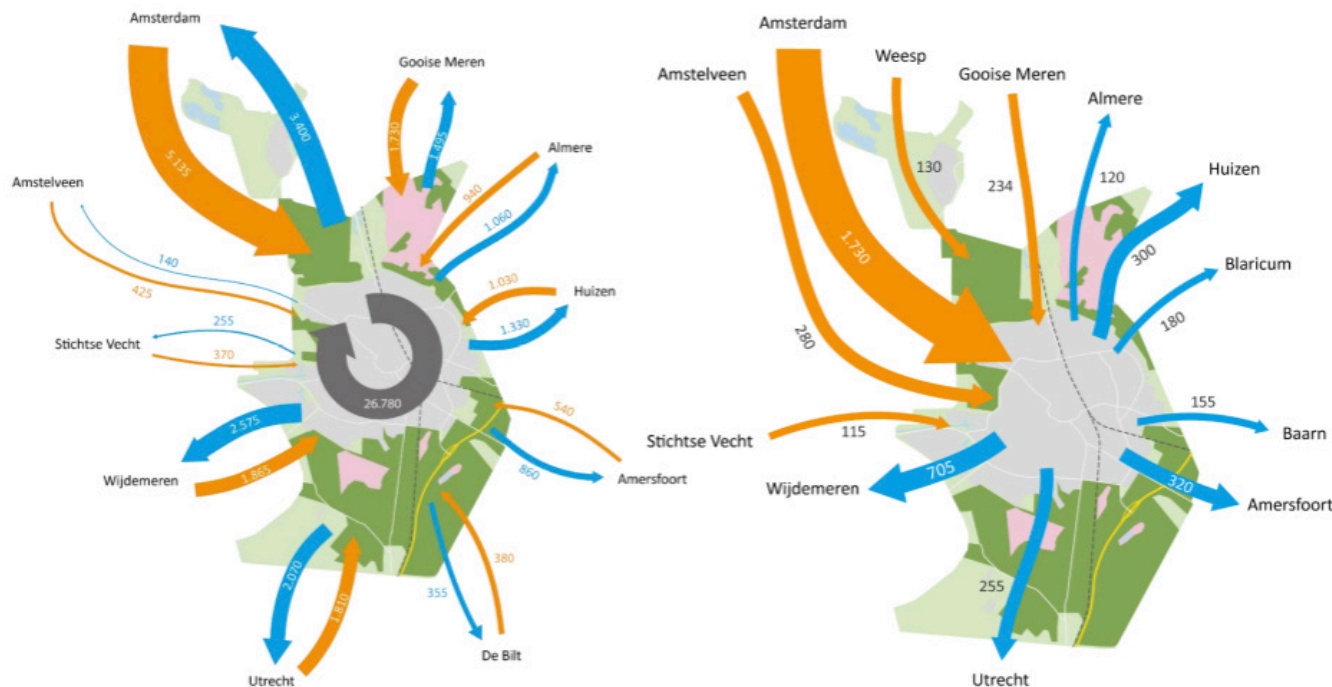 Amsterdam
Gooise Meren
3.400
5.135
1.730
1.495
Almere
940
1.060
Amstelveen
140
425
Huizen
1.030
1.330
255
Stichtse Vecht
370
26.780
2.575
540
Wijdemeren
1.865
860
Amersfoort
2.070
1.810
380
355
De Bilt
Utrecht
Amsterdam
Weesp
Amstelveen
Gooise Meren
Almere
Huizen
130
234
120
1.730
300
Blaricum
180
280
155
Stichtse Vecht
115
Baarn
Wijdemeren
705
320
Amersfoort
255
Utrecht